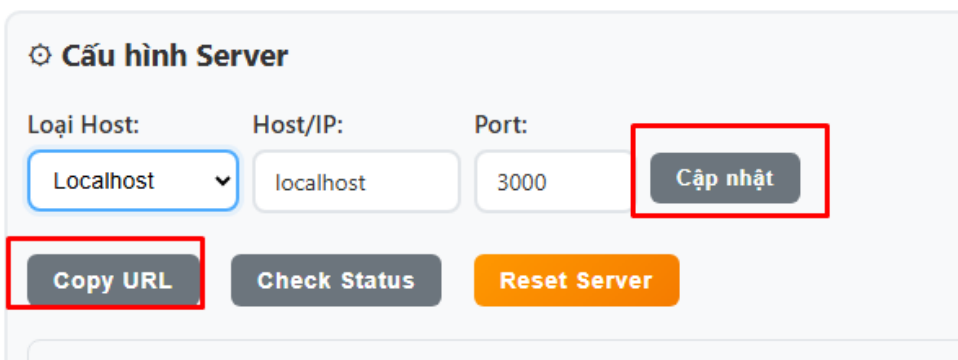 Cấu hình Server
Loại Host: Host/IP: Port:
Localhost localhost 3000 Cập nhật
Copy URL Check Status Reset Server